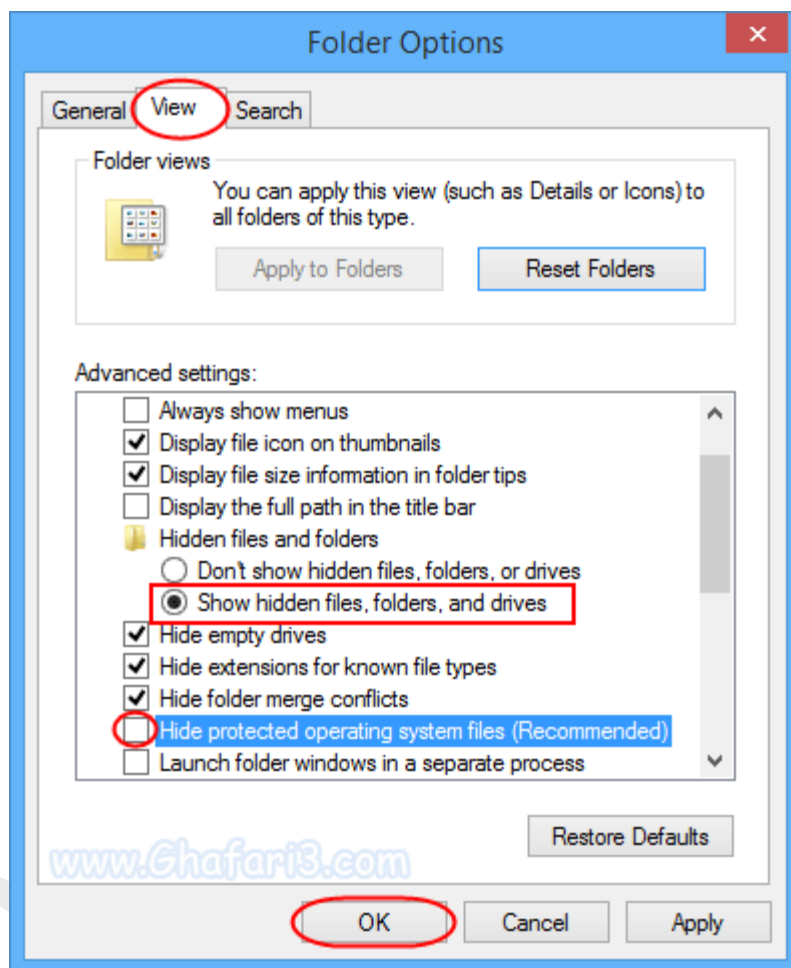 Folder Options
General View Search
Folder views
You can apply this view (such as Details or Icons) to
all folders of this type.
Apply to Folders Reset Folders
Advanced settings:
Always show menus
Display file icon on thumbnails
Display file size information in folder tips
Display the full path in the title bar
Hidden files and folders
Don't show hidden files, folders, or drives
Show hidden files, folders, and drives
Hide empty drives
Hide extensions for known file types
Hide folder merge conflicts
Hide protected operating system files (Recommended)
Launch folder windows in a separate process
Restore Defaults
www.Ghafari3.com
OK Cancel Apply